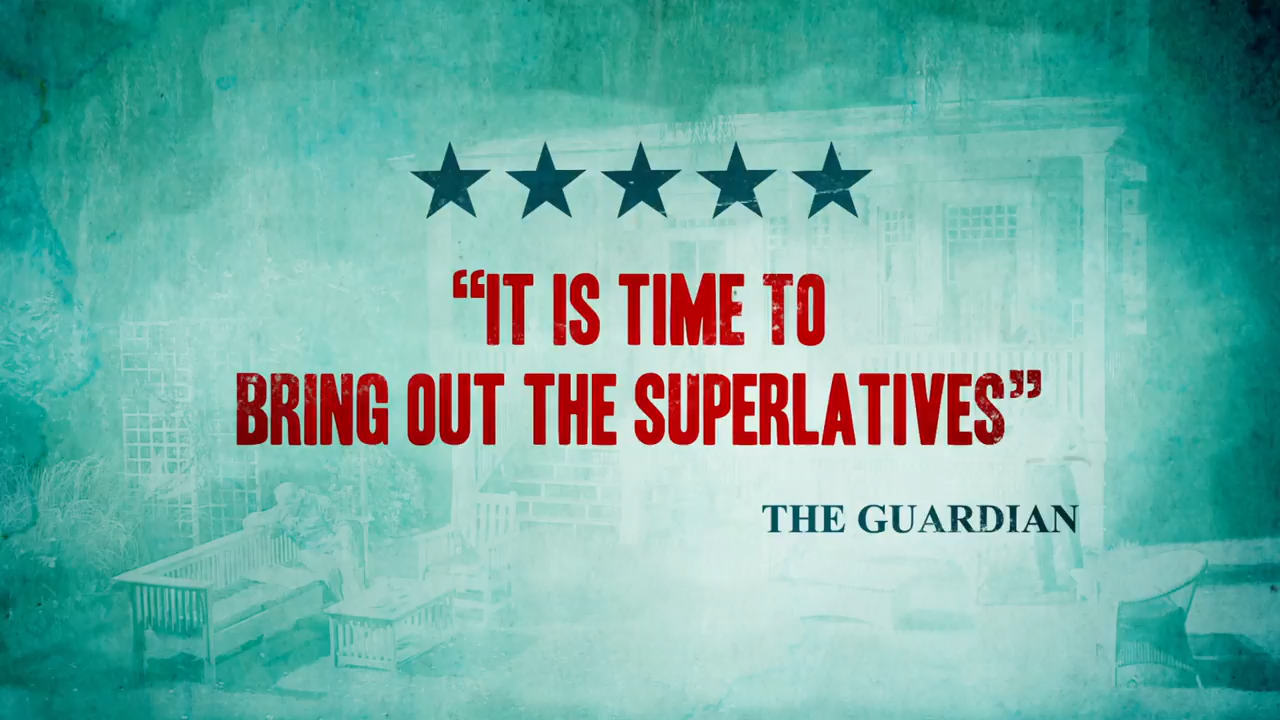 “IT IS TIME TO
BRING OUT THE SUPERLATIVES”
THE GUARDIAN